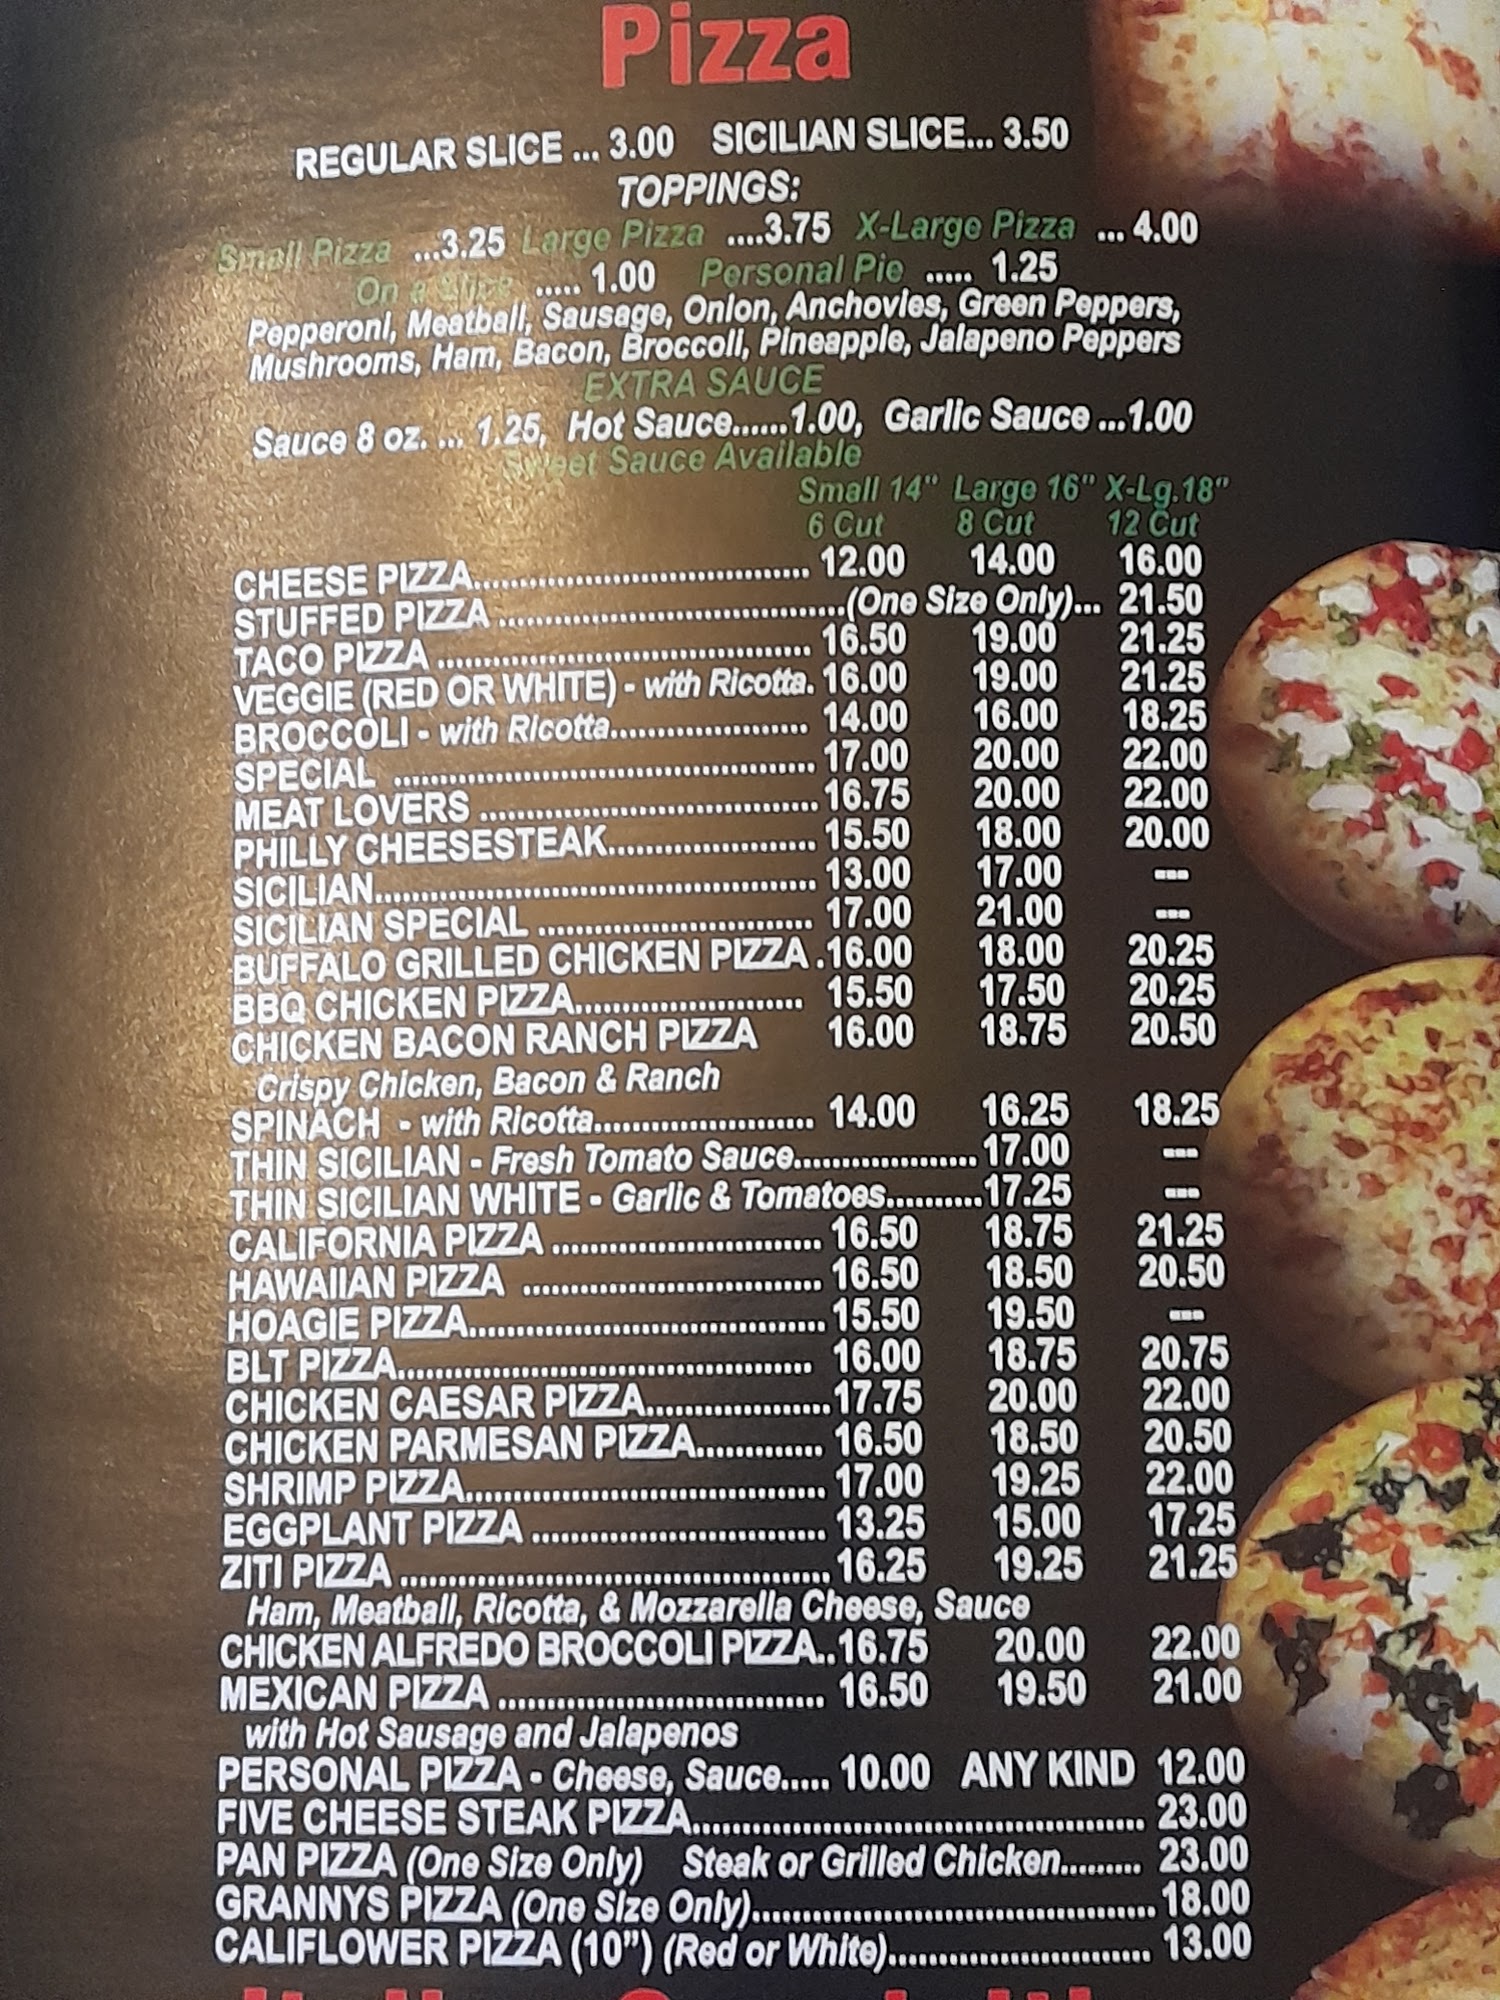 Pizza
REGULAR SLICE ... 3.00 SICILIAN SLICE... 3.50
TOPPINGS:
Small Pizza ...3.25 Large Pizza ....3.75 X-Large Pizza ... 4.00
On a Slice ..... 1.00 Personal Pie ..... 1.25
Pepperoni, Meatball, Sausage, Onion, Anchovies, Green Peppers,
Mushrooms, Ham, Bacon, Broccoli, Pineapple, Jalapeno Peppers
EXTRA SAUCE
Sauce 8 oz. ... 1.25, Hot Sauce......1.00, Garlic Sauce ...1.00
Sweet Sauce Available
Small 14" Large 16" X-Lg.18"
6 Cut 8 Cut 12 Cut
CHEESE PIZZA.................................. 12.00 14.00 16.00
STUFFED PIZZA ..................................(One Size Only)... 21.50
TACO PIZZA ..................................... 16.50 19.00 21.25
VEGGIE (RED OR WHITE) - with Ricotta. 16.00 19.00 21.25
BROCCOLI - with Ricotta..................... 14.00 16.00 18.25
SPECIAL ......................................... 17.00 20.00 22.00
MEAT LOVERS ................................. 16.75 20.00 22.00
PHILLY CHEESESTEAK..................... 15.50 18.00 20.00
SICILIAN........................................... 13.00 17.00 ---
SICILIAN SPECIAL ........................... 17.00 21.00 ---
BUFFALO GRILLED CHICKEN PIZZA .16.00 18.00 20.25
BBQ CHICKEN PIZZA...................... 15.50 17.50 20.25
CHICKEN BACON RANCH PIZZA 16.00 18.75 20.50
Crispy Chicken, Bacon & Ranch
SPINACH - with Ricotta...................... 14.00 16.25 18.25
THIN SICILIAN - Fresh Tomato Sauce................... 17.00 ---
THIN SICILIAN WHITE - Garlic & Tomatoes..........17.25 ---
CALIFORNIA PIZZA .......................... 16.50 18.75 21.25
HAWAIIAN PIZZA ............................. 16.50 18.50 20.50
HOAGIE PIZZA................................... 15.50 19.50 ---
BLT PIZZA......................................... 16.00 18.75 20.75
CHICKEN CAESAR PIZZA.................. 17.75 20.00 22.00
CHICKEN PARMESAN PIZZA............. 16.50 18.50 20.50
SHRIMP PIZZA................................... 17.00 19.25 22.00
EGGPLANT PIZZA ............................. 13.25 15.00 17.25
ZITI PIZZA ......................................... 16.25 19.25 21.25
Ham, Meatball, Ricotta, & Mozzarella Cheese, Sauce
CHICKEN ALFREDO BROCCOLI PIZZA..16.75 20.00 22.00
MEXICAN PIZZA ................................ 16.50 19.50 21.00
with Hot Sausage and Jalapenos
PERSONAL PIZZA - Cheese, Sauce..... 10.00 ANY KIND 12.00
FIVE CHEESE STEAK PIZZA............................................. 23.00
PAN PIZZA (One Size Only) Steak or Grilled Chicken......... 23.00
GRANNYS PIZZA (One Size Only)........................................ 18.00
CALIFLOWER PIZZA (10”) (Red or White).......................... 13.00